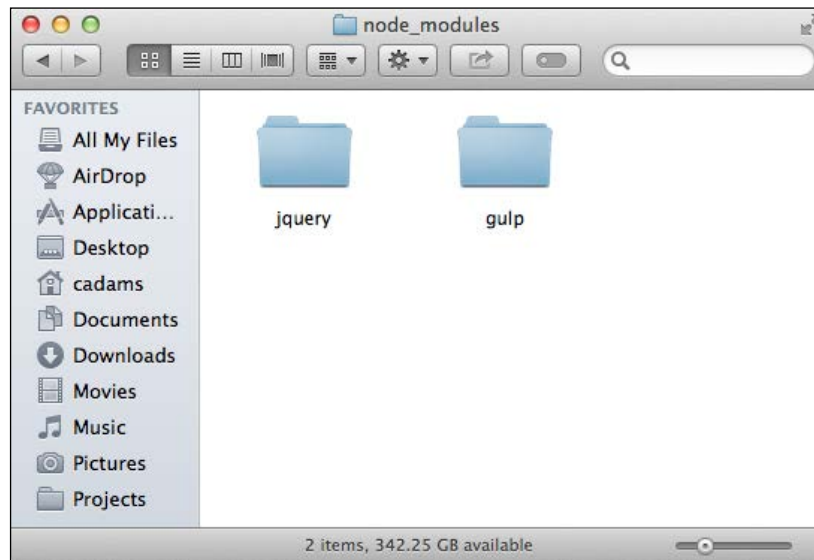 node_modules
FAVORITES
All My Files
AirDrop
Applicati...
Desktop
cadams
Documents
Downloads
Movies
Music
Pictures
Projects
jquery
gulp
2 items, 342.25 GB available